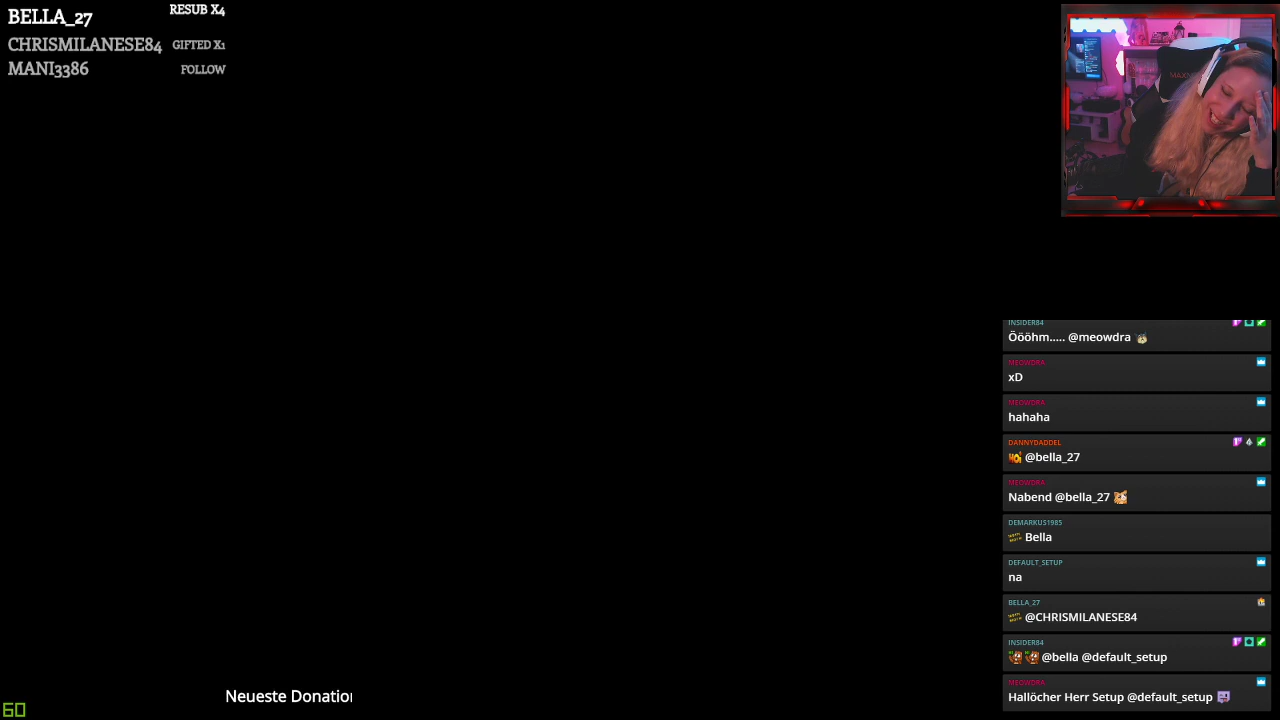 BELLA_27 RESUB X4
CHRISMILANESE84 GIFTED X1
MANI3386 FOLLOW
INSIDER84
Öööhm..... @meowdra
MEOWDRA
xD
MEOWDRA
hahaha
DANNYDADDEL
@bella_27
MEOWDRA
Nabend @bella_27
DEMARKUS1985
Bella
DEFAULT_SETUP
na
BELLA_27
@CHRISMILANESE84
INSIDER84
@bella @default_setup
MEOWDRA
Hallöcher Herr Setup @default_setup
Neueste Donation
60